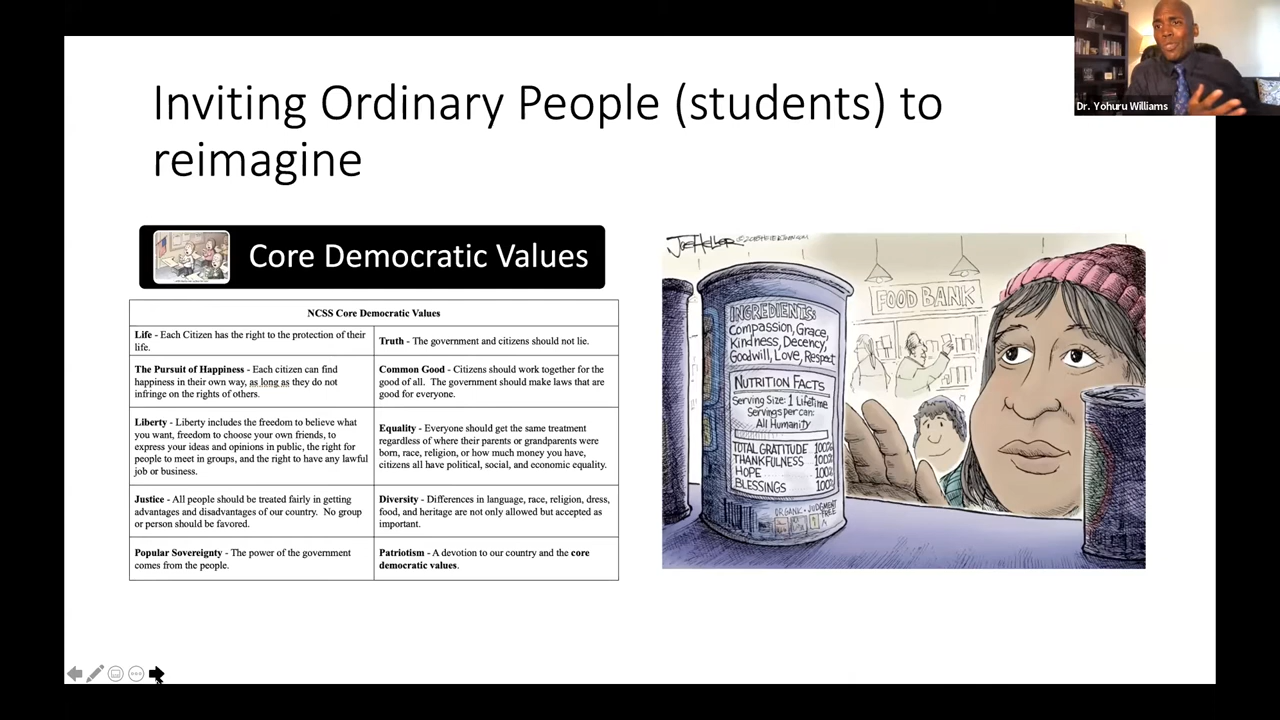 Inviting Ordinary People (students) to
reimagine
Dr. Yohuru Williams
Core Democratic Values
NCSS Core Democratic Values
Life - Each Citizen has the right to the protection of their
life.
Truth - The government and citizens should not lie.
The Pursuit of Happiness - Each citizen can find
happiness in their own way, as long as they do not
infringe on the rights of others.
Common Good - Citizens should work together for the
good of all. The government should make laws that are
good for everyone.
Liberty - Liberty includes the freedom to believe what
you want, freedom to choose your own friends, to
express your ideas and opinions in public, the right for
people to meet in groups, and the right to have any lawful
job or business.
Equality - Everyone should get the same treatment
regardless of where their parents or grandparents were
born, race, religion, or how much money you have,
citizens all have political, social, and economic equality.
Justice - All people should be treated fairly in getting
advantages and disadvantages of our country. No group
or person should be favored.
Diversity - Differences in language, race, religion, dress,
food, and heritage are not only allowed but accepted as
important.
Popular Sovereignty - The power of the government
comes from the people.
Patriotism - A devotion to our country and the core
democratic values.
Joe Heller
FOOD BANK
INGREDIENTS:
Compassion, Grace,
Kindness, Decency,
Goodwill, Love, Respect
NUTRITION FACTS
Serving Size: 1 Lifetime
Servings per can:
All Humanity
TOTAL GRATITUDE 100%
THANKFULNESS 100%
HOPE 100%
BLESSINGS 100%
ORGANIC - JUDGMENT
FREE